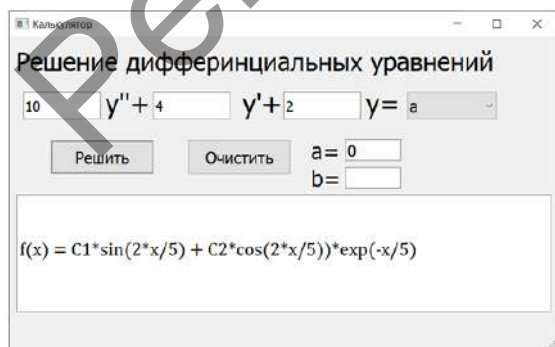 Калькулятор
Решение дифферинциальных уравнений
10 y''+ 4 y'+ 2 y= a
Решить Очистить a= 0
b=
f(x) = C1*sin(2*x/5) + C2*cos(2*x/5))*exp(-x/5)